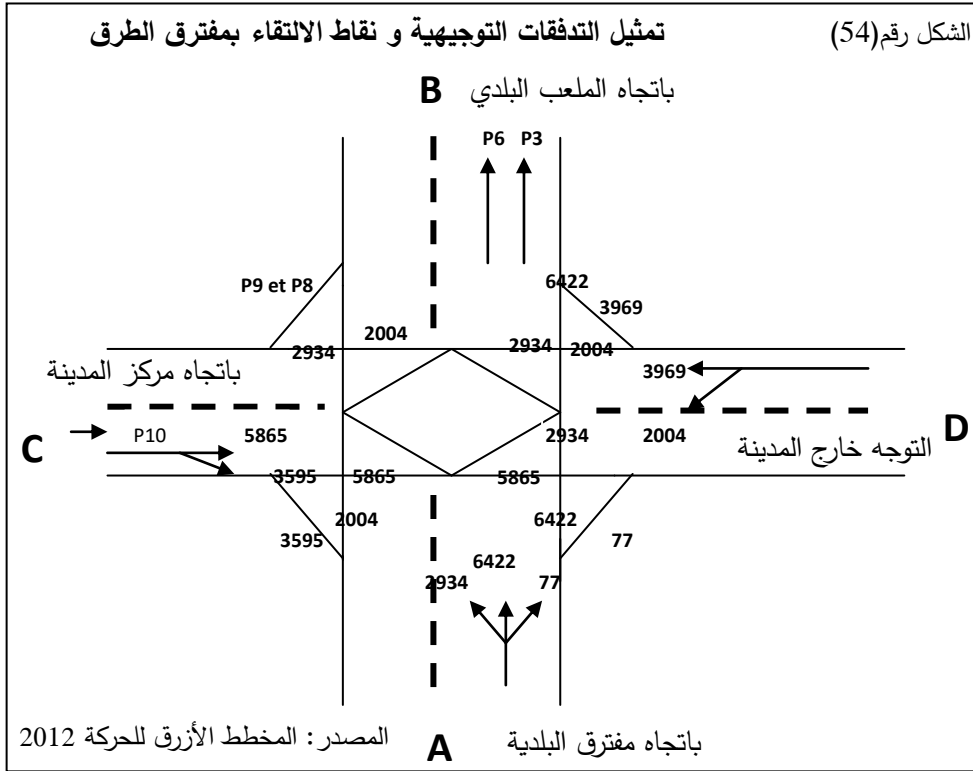 الشكل رقم(54)
تمثيل التدفقات التوجيهية و نقاط الالتقاء بمفترق الطرق
B باتجاه الملعب البلدي
P6 P3
P9 et P8
6422
3969
2004
2934
2934
2004
باتجاه مركز المدينة
3969
C
P10
5865
2934
2004
D
التوجه خارج المدينة
3595
5865
5865
2004
6422
3595
77
6422
2934
77
المصدر: المخطط الأزرق للحركة 2012
A
باتجاه مفترق البلدية